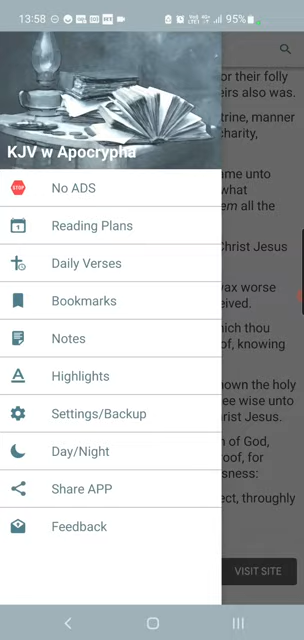 13:58
95%
KJV w Apocrypha
STOP
No ADS
Reading Plans
Daily Verses
Bookmarks
Notes
Highlights
Settings/Backup
Day/Night
Share APP
Feedback
or their folly
eirs also was.
trine, manner
charity,
ame unto
what
em all the
Christ Jesus
wax worse
eived.
hich thou
of, knowing
nown the holy
ee wise unto
rist Jesus.
n of God,
oof, for
sness:
ect, throughly
VISIT SITE